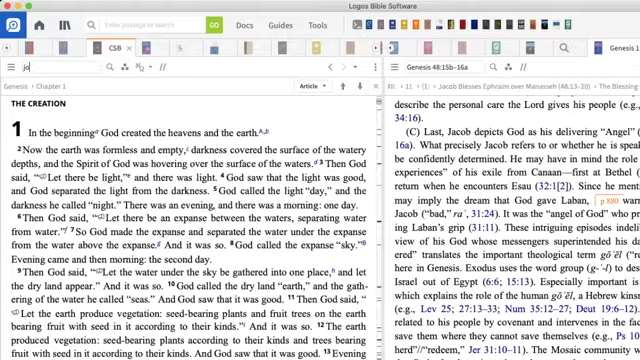 Logos Bible Software
Enter passage or search
GO
Docs
Guides
Tools
CSB
Genesis
jo
Genesis 48:15b–16a
Genesis › Chapter 1
Article
XII. › 11 › (1) › Jacob Blesses Ephraim over Manasseh (48:13–20) › The Blessing
THE CREATION
1 In the beginning God created the heavens and the earth.
2 Now the earth was formless and empty, darkness covered the surface of the watery
depths, and the Spirit of God was hovering over the surface of the waters. 3 Then God
said, “Let there be light,” and there was light. 4 God saw that the light was good,
and God separated the light from the darkness. 5 God called the light “day,” and the
darkness he called “night.” There was an evening, and there was a morning: one day.
6 Then God said, “Let there be an expanse between the waters, separating water
from water.” 7 So God made the expanse and separated the water under the expanse
from the water above the expanse. And it was so. 8 God called the expanse “sky.”
Evening came and then morning: the second day.
9 Then God said, “Let the water under the sky be gathered into one place, and let
the dry land appear.” And it was so. 10 God called the dry land “earth,” and the gath-
ering of the water he called “seas.” And God saw that it was good. 11 Then God said, “
Let the earth produce vegetation: seed-bearing plants and fruit trees on the earth
bearing fruit with seed in it according to their kinds.” And it was so. 12 The earth
produced vegetation: seed-bearing plants according to their kinds and trees bearing
fruit with seed in it according to their kinds. And God saw that it was good. 13 Evening
describe the personal care the Lord gives his people (e.g.,
34:16).
(C) Last, Jacob depicts God as his delivering “Angel” (
16a). What precisely Jacob refers to or whether he is speak
be confidently determined. He may have in mind the role
experiences” of his exile from Canaan—first at Bethel (
return when he encounters Esau (32:1[2]). Since he men
may imply the dream that God gave Laban, p 880 war
Jacob (“bad,” raʿ, 31:24). It was the “angel of God” who pr
ing Laban’s grip (31:11). These intriguing episodes indeli
view of his God whose messengers superintended his da
ered” translates the important theological term gōʾēl,
here in Genesis. Exodus uses the word group (g-ʾ-l) to des
Israel out of Egypt (6:6; 15:13). Especially important is
which explains the role of the human gōʾēl, a Hebrew kins
(e.g., Lev 25; 27:13–33; Num 35:12–27; Deut 19:6–12)
related to his people by covenant and intervenes in the
save them where they cannot save themselves (e.g., Ps 10
herd”/“redeem,” Jer 31:10–11). The Mosaic community